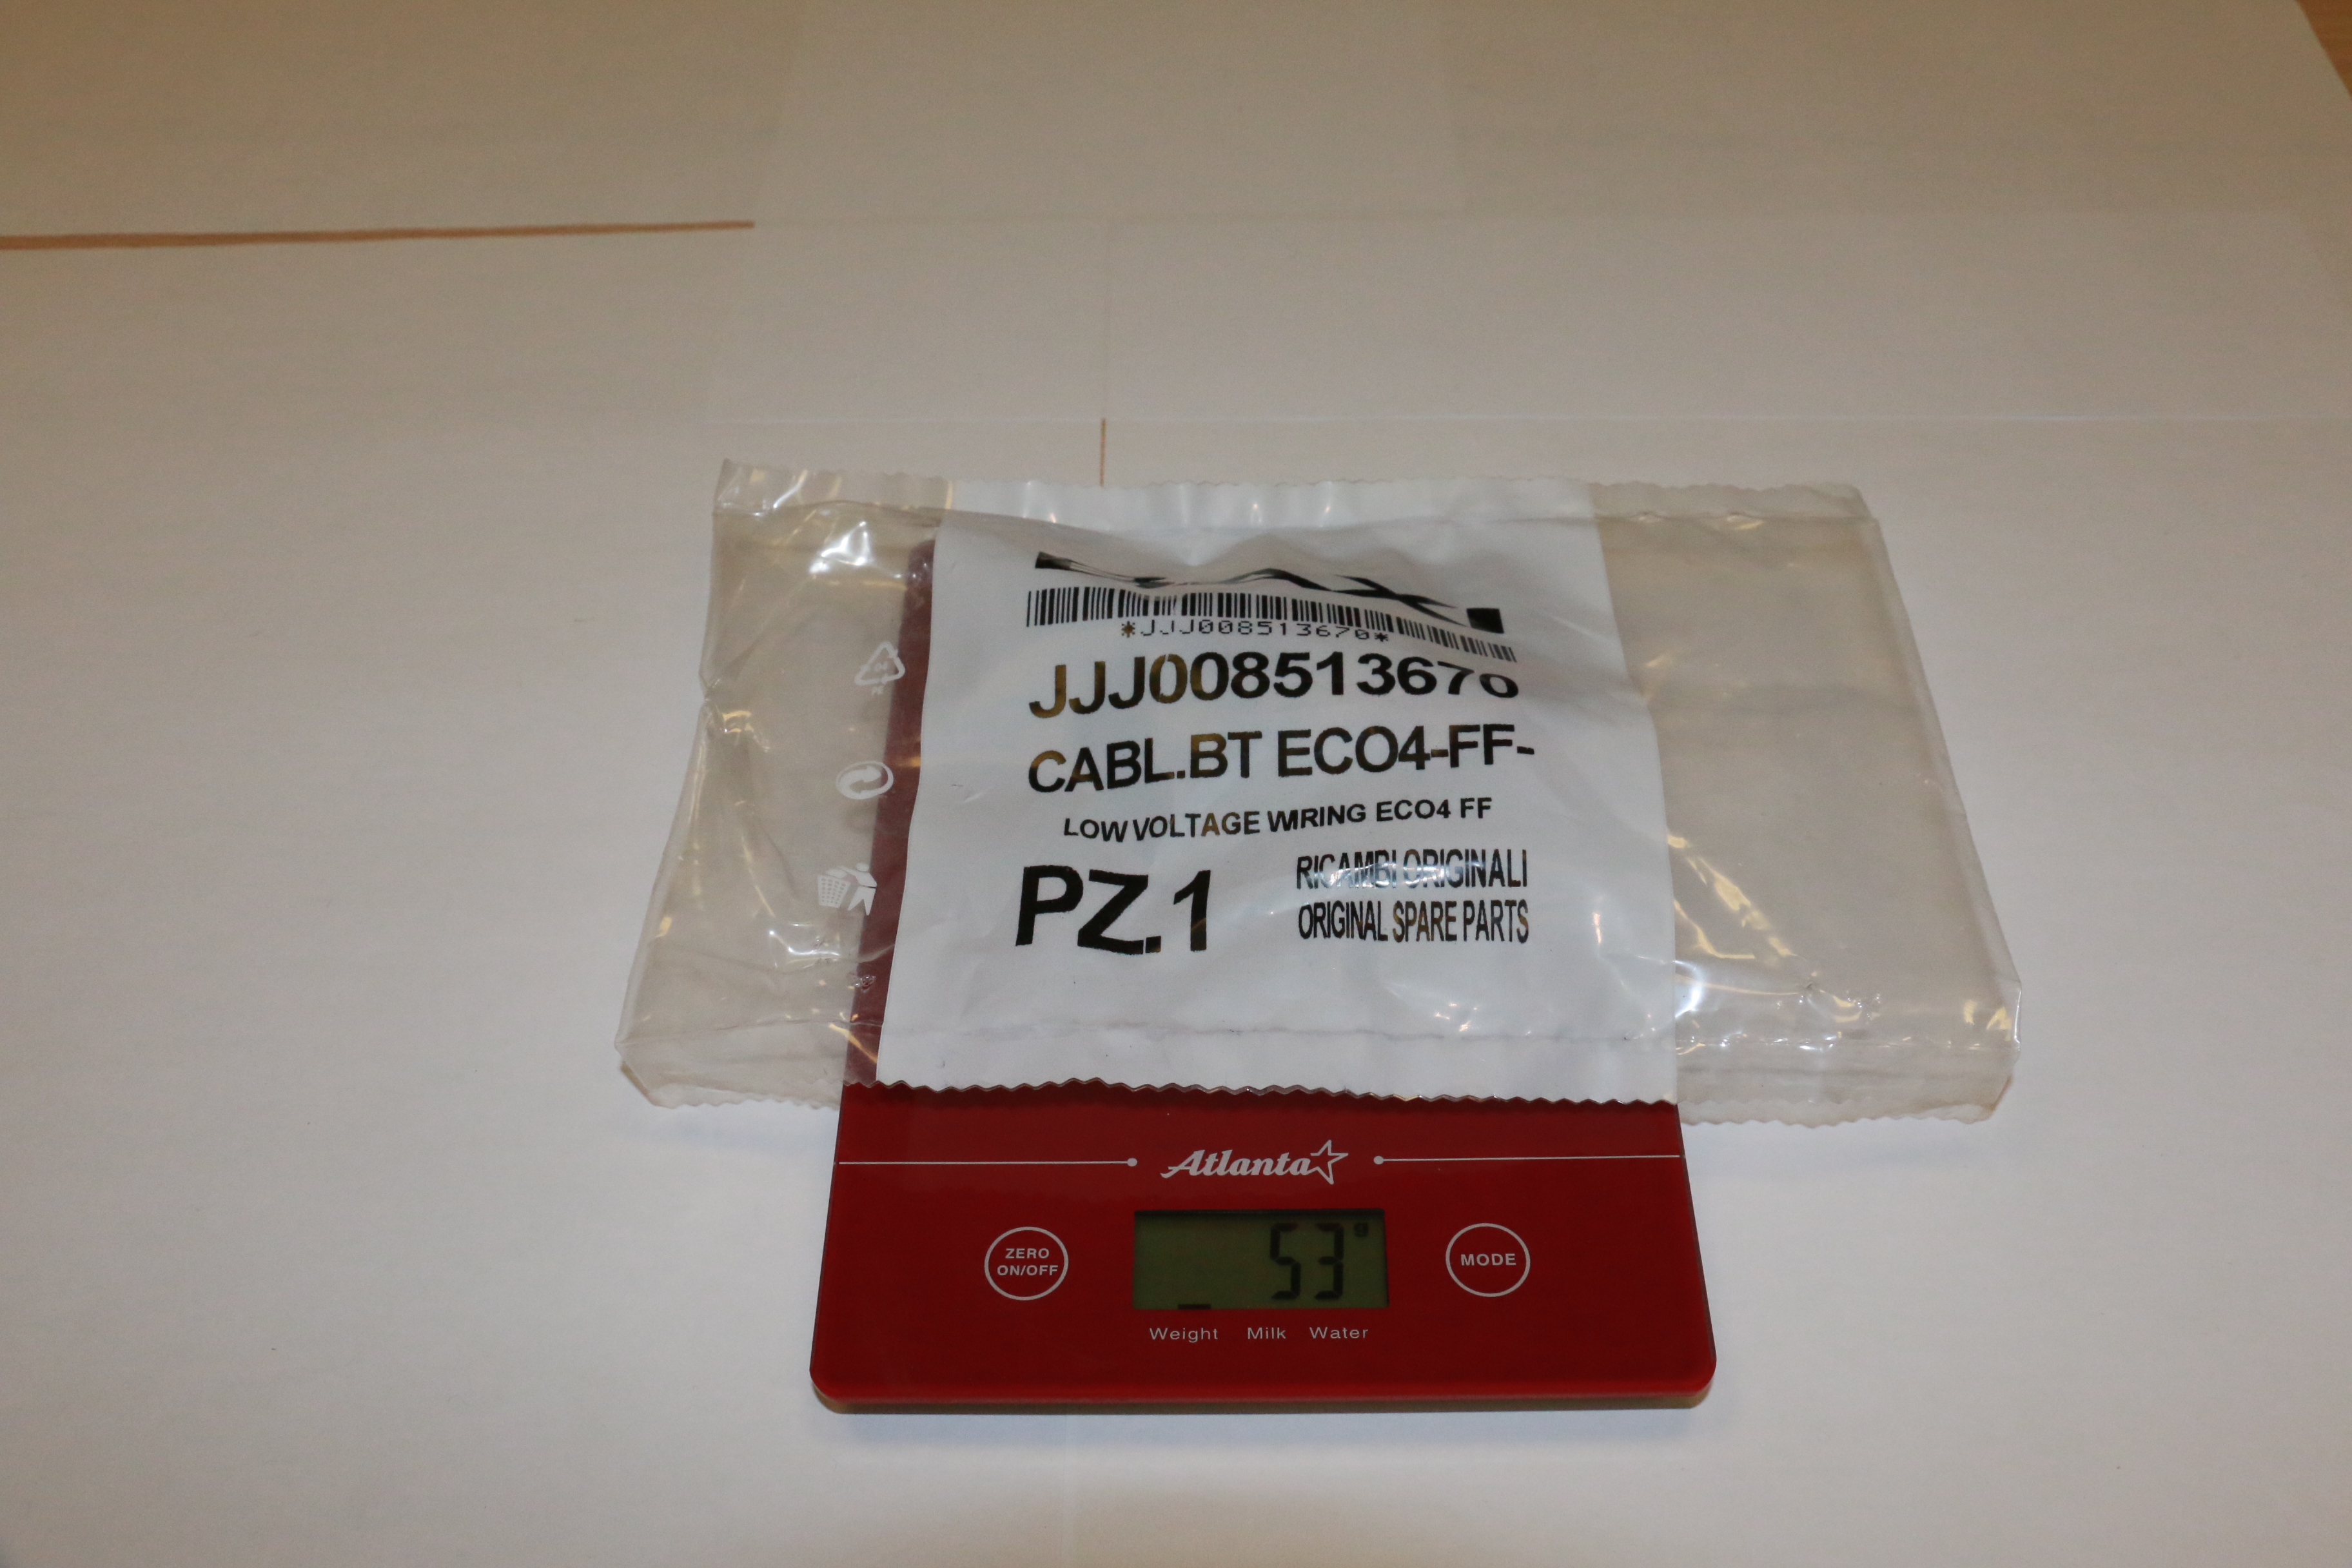 *JJJ008513670*
JJJ008513670
CABL.BT ECO4-FF-
LOW VOLTAGE WIRING ECO4 FF
PZ.1
RICAMBI ORIGINALI
ORIGINAL SPARE PARTS
Atlanta
ZERO
ON/OFF
53 g
MODE
Weight Milk Water